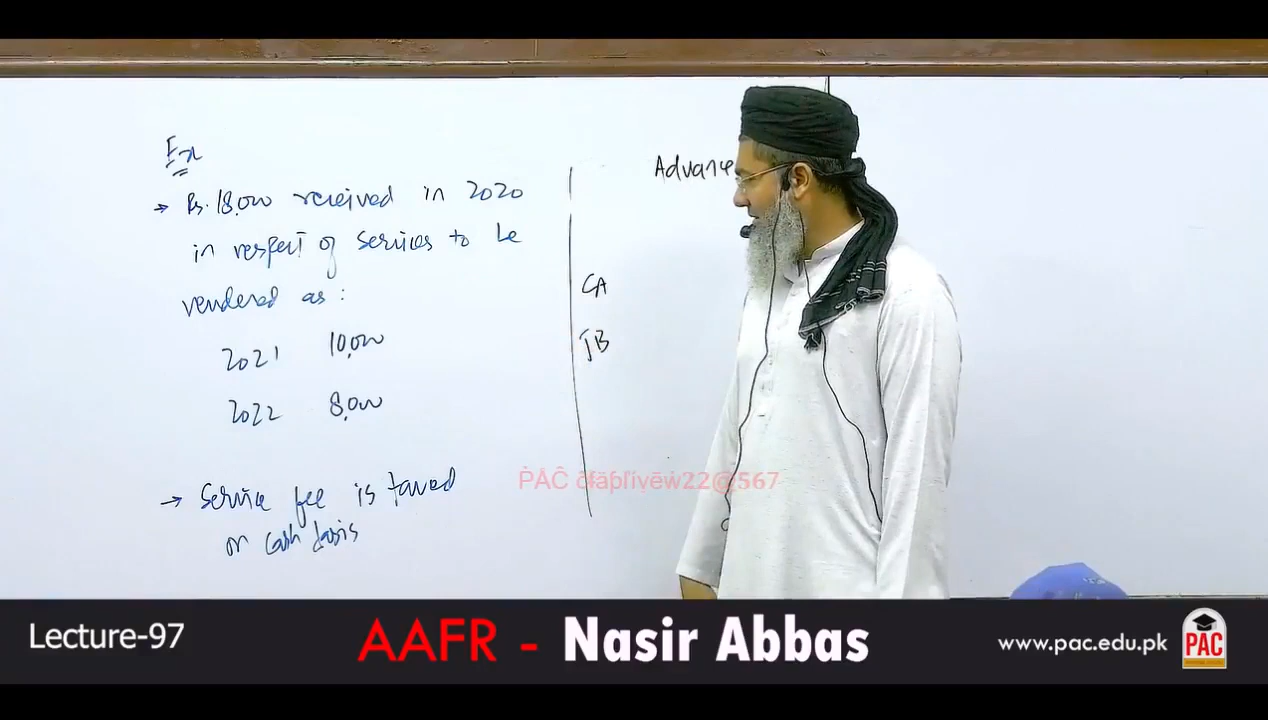 Ex
→ Rs. 18,000 received in 2020
in respect of services to be
rendered as :
2021 10,000
2022 8,000
→ Service fee is taxed
on cash basis
Advance
CA
TB
Lecture-97
AAFR - Nasir Abbas
www.pac.edu.pk
PAC